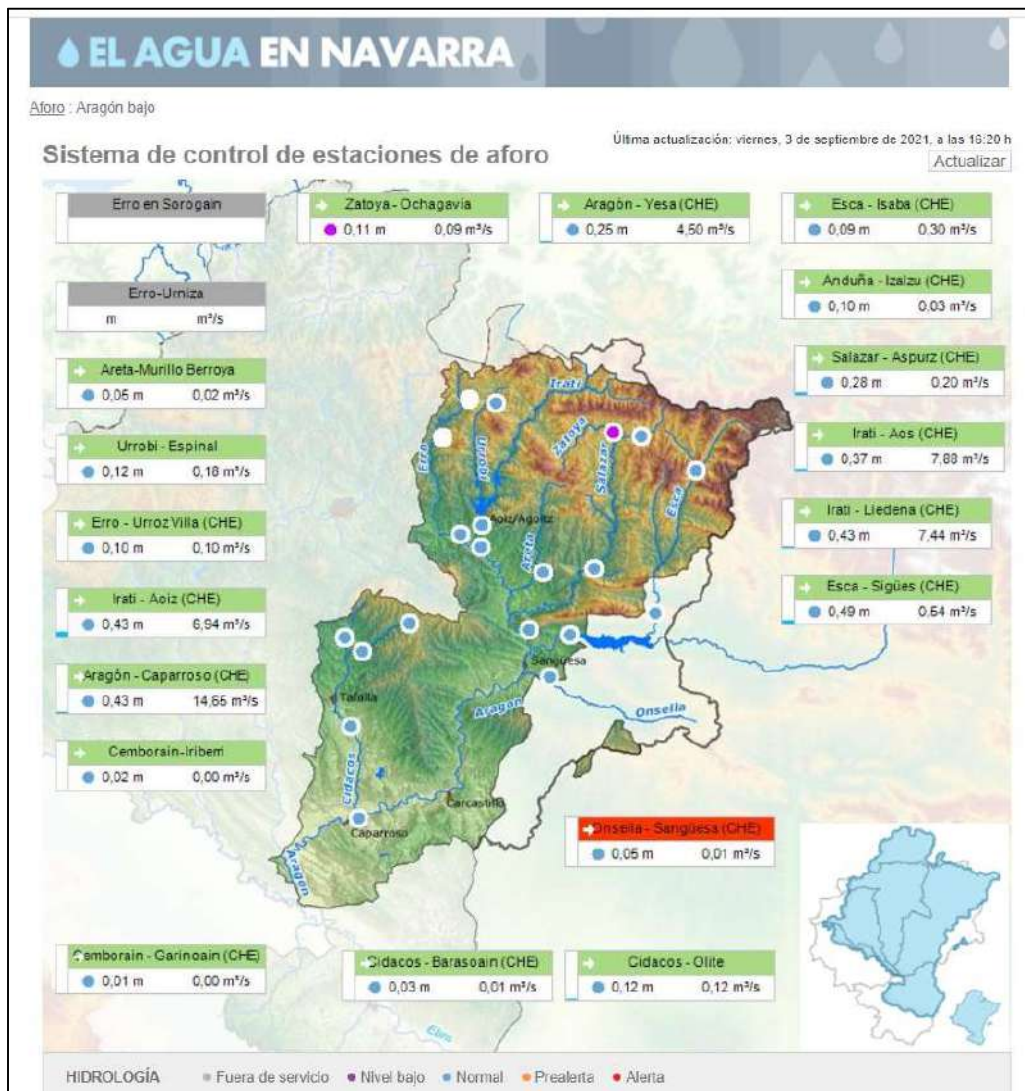 EL AGUA EN NAVARRA
Aforo : Aragón bajo
Última actualización: viernes, 3 de septiembre de 2021, a las 16:20 h
Sistema de control de estaciones de aforo
Actualizar
Erro en Sorogain
Zatoya - Ochagavía
0,11 m 0,09 m³/s
Aragón - Yesa (CHE)
0,25 m 4,50 m³/s
Esca - Isaba (CHE)
0,09 m 0,30 m³/s
Erro-Urniza
m m³/s
Anduña - Izalzu (CHE)
0,10 m 0,03 m³/s
Areta-Murillo Berroya
0,05 m 0,02 m³/s
Salazar - Aspurz (CHE)
0,28 m 0,20 m³/s
Urrobi - Espinal
0,12 m 0,18 m³/s
Irati - Aos (CHE)
0,37 m 7,88 m³/s
Erro - Urroz Villa (CHE)
0,10 m 0,10 m³/s
Irati - Liedena (CHE)
0,43 m 7,44 m³/s
Irati - Aoiz (CHE)
0,43 m 6,94 m³/s
Esca - Sigües (CHE)
0,49 m 0,64 m³/s
Aragón - Caparroso (CHE)
0,43 m 14,65 m³/s
Cemborain-Iriberri
0,02 m 0,00 m³/s
Irati
Erro
Zatoya
Salazar
Esca
Aoiz/Agoitz
Areta
Sangüesa
Tafalla
Aragón
Onsella
Cidacos
Carcastillo
Caparroso
Aragón
Onsella - Sangüesa (CHE)
0,05 m 0,01 m³/s
Cemborain - Garinoain (CHE)
0,01 m 0,00 m³/s
Cidacos - Barasoain (CHE)
0,03 m 0,01 m³/s
Cidacos - Olite
0,12 m 0,12 m³/s
Ebro
HIDROLOGÍA Fuera de servicio Nivel bajo Normal Prealerta Alerta